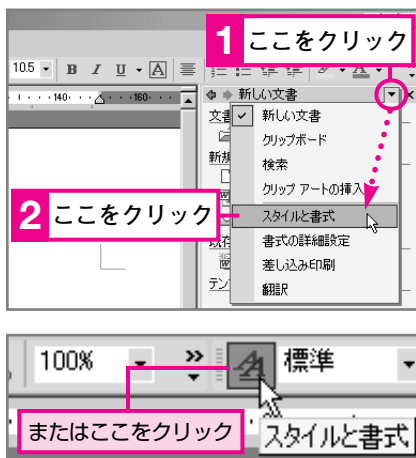 1 ここをクリック
10.5 B I U A
140 160
新しい文書
新しい文書
クリップボード
検索
クリップ アートの挿入
スタイルと書式
書式の詳細設定
差し込み印刷
翻訳
2 ここをクリック
100% 標準
またはここをクリック
スタイルと書式